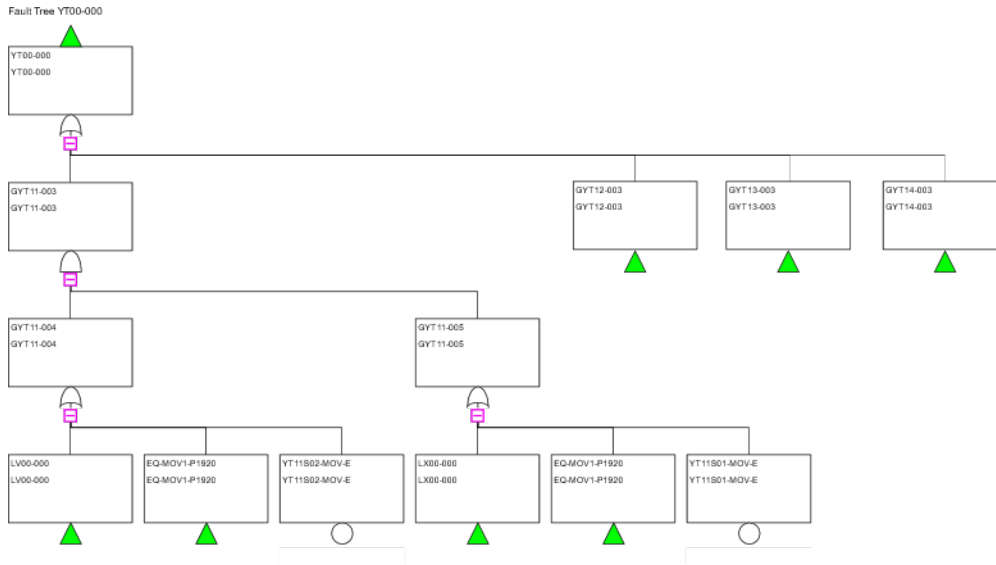 Fault Tree YT00-000
YT00-000
YT00-000
GYT11-003
GYT11-003
GYT12-003
GYT12-003
GYT13-003
GYT13-003
GYT14-003
GYT14-003
GYT11-004
GYT11-004
GYT11-005
GYT11-005
LV00-000
LV00-000
EQ-MOV1-P1920
EQ-MOV1-P1920
YT11S02-MOV-E
YT11S02-MOV-E
LX00-000
LX00-000
EQ-MOV1-P1920
EQ-MOV1-P1920
YT11S01-MOV-E
YT11S01-MOV-E